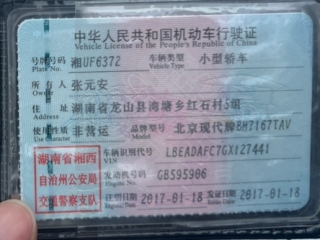 中华人民共和国机动车行驶证
Vehicle License of the People's Republic of China
号牌号码 湘UF6372 车辆类型 小型轿车
Plate No. Vehicle Type
所有人 张元安
Owner
住址 湖南省龙山县湾塘乡红石村5组
Address
使用性质 非营运 品牌型号 北京现代牌BH7167TAV
Use Character Model
湖南省湘西
自治州公安局
交通警察支队
车辆识别代号 LBEADAFC7GX127441
VIN
发动机号码 GB595906
Engine No.
注册日期 2017-01-18 发证日期 2017-01-18
Register Date Issue Date